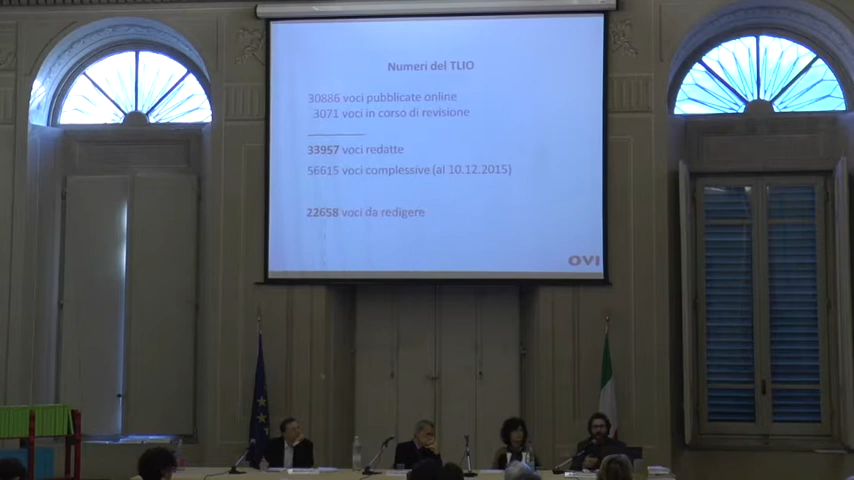 Numeri del TLIO
30886 voci pubblicate online
3071 voci in corso di revisione
33957 voci redatte
56615 voci complessive (al 10.12.2015)
22658 voci da redigere
OVI